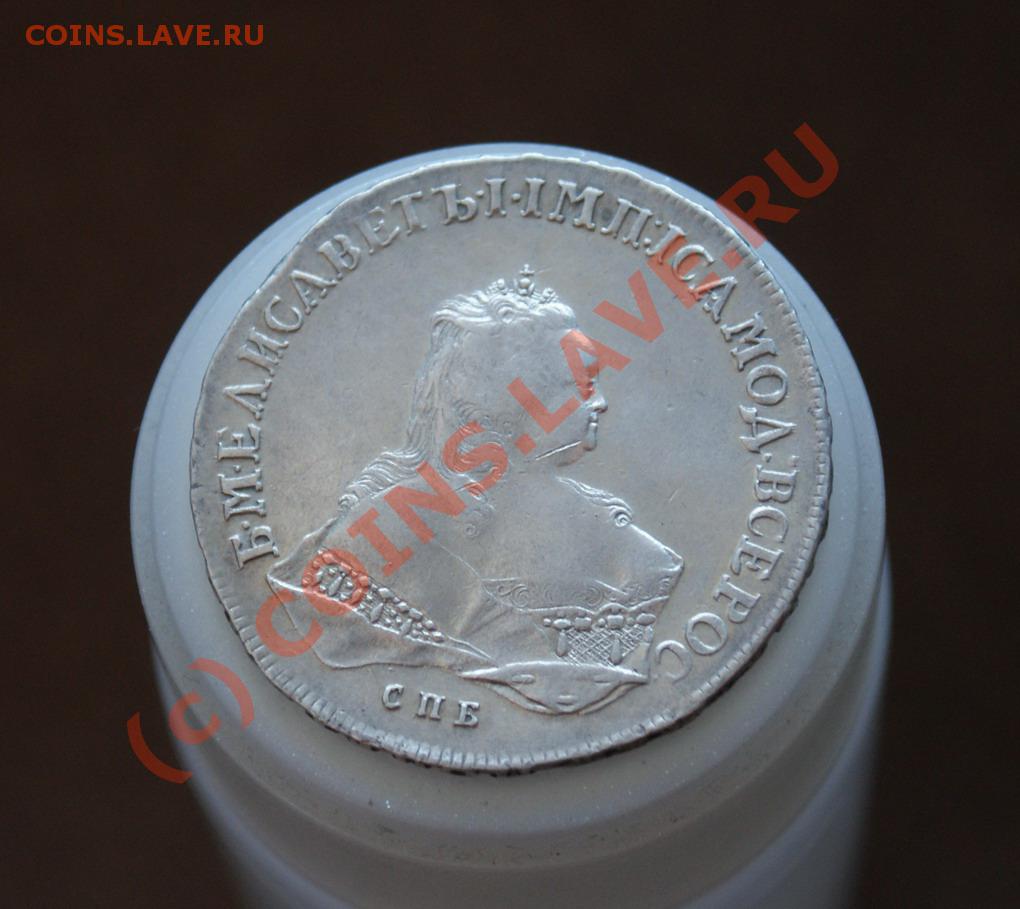 COINS.LAVE.RU
Б·М·ЕЛИСАВЕТЪ·I·IМП:IСАМОД·ВСЕРОС
СПБ
(c) COINS.LAVE.RU